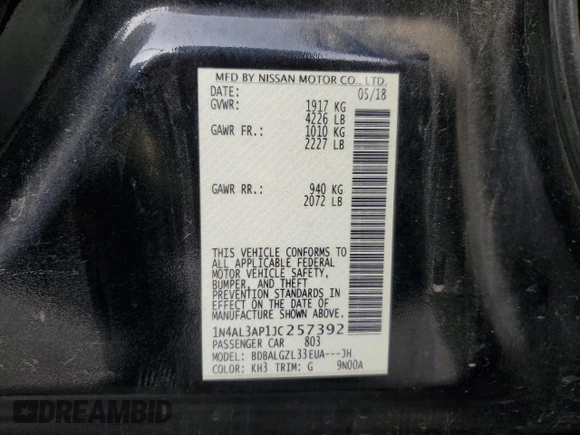 MFD BY NISSAN MOTOR CO., LTD.
DATE: 05/18
GVWR: 1917 KG
4226 LB
GAWR FR.: 1010 KG
2227 LB
GAWR RR.: 940 KG
2072 LB
THIS VEHICLE CONFORMS TO
ALL APPLICABLE FEDERAL
MOTOR VEHICLE SAFETY,
BUMPER, AND THEFT
PREVENTION STANDARDS IN
EFFECT ON THE DATE OF
MANUFACTURE SHOWN ABOVE.
1N4AL3AP1JC257392
PASSENGER CAR 803
MODEL: BDBALGZL33EUA---JH
COLOR: KH3 TRIM: G 9N00A
DREAMBID